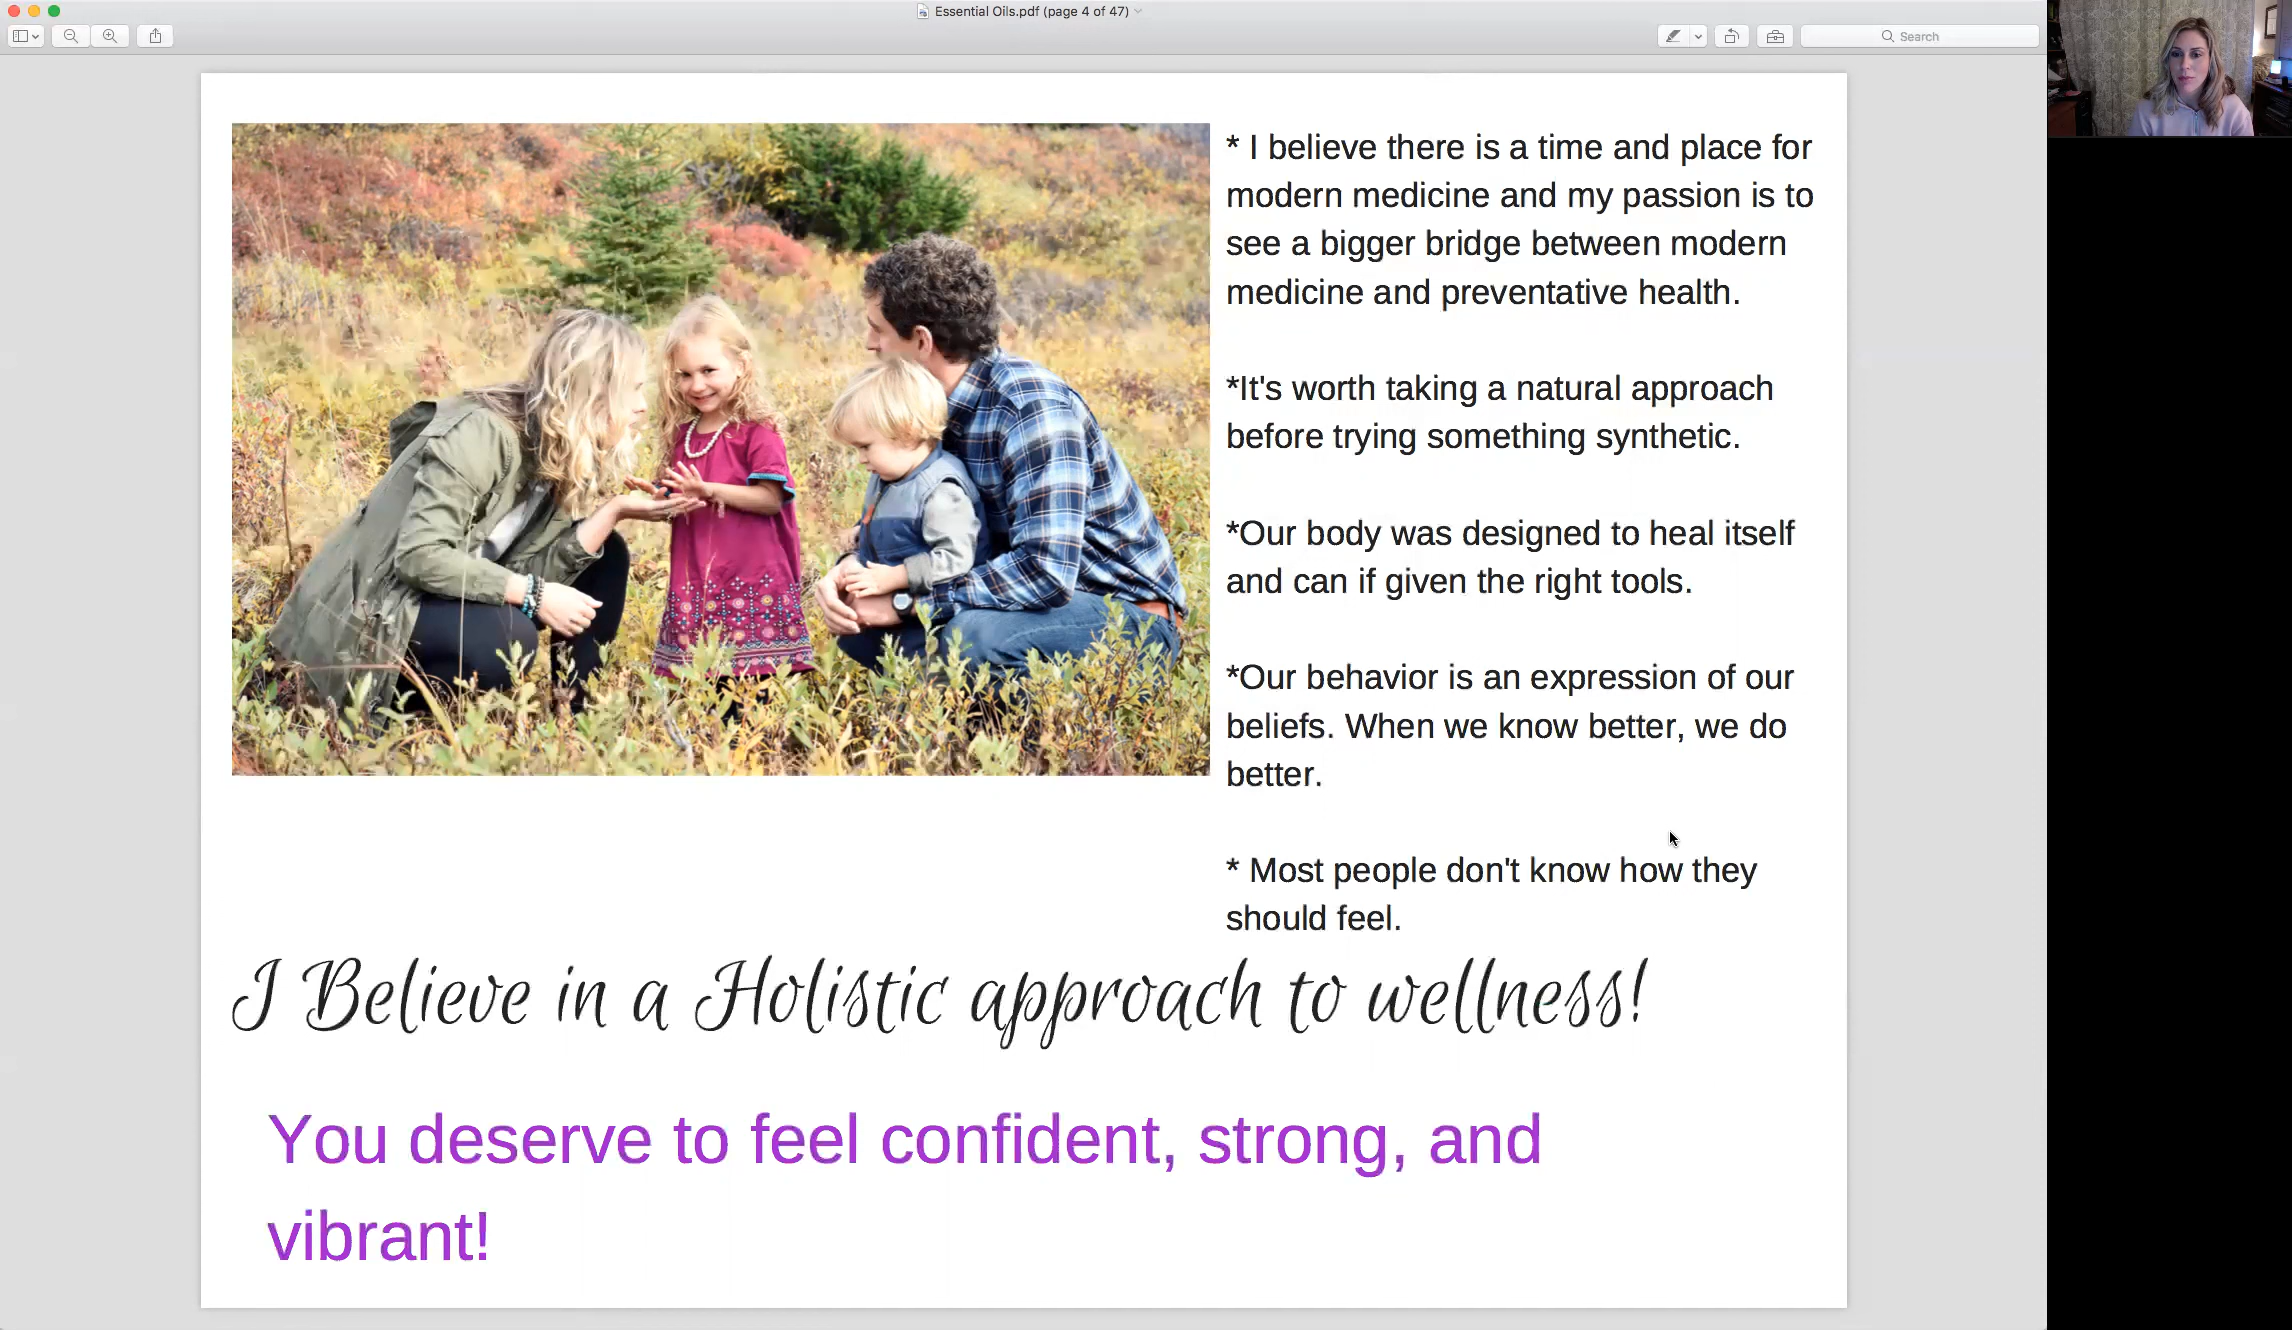 Essential Oils.pdf (page 4 of 47)
Search
* I believe there is a time and place for
modern medicine and my passion is to
see a bigger bridge between modern
medicine and preventative health.
*It's worth taking a natural approach
before trying something synthetic.
*Our body was designed to heal itself
and can if given the right tools.
*Our behavior is an expression of our
beliefs. When we know better, we do
better.
* Most people don't know how they
should feel.
I Believe in a Holistic approach to wellness!
You deserve to feel confident, strong, and
vibrant!